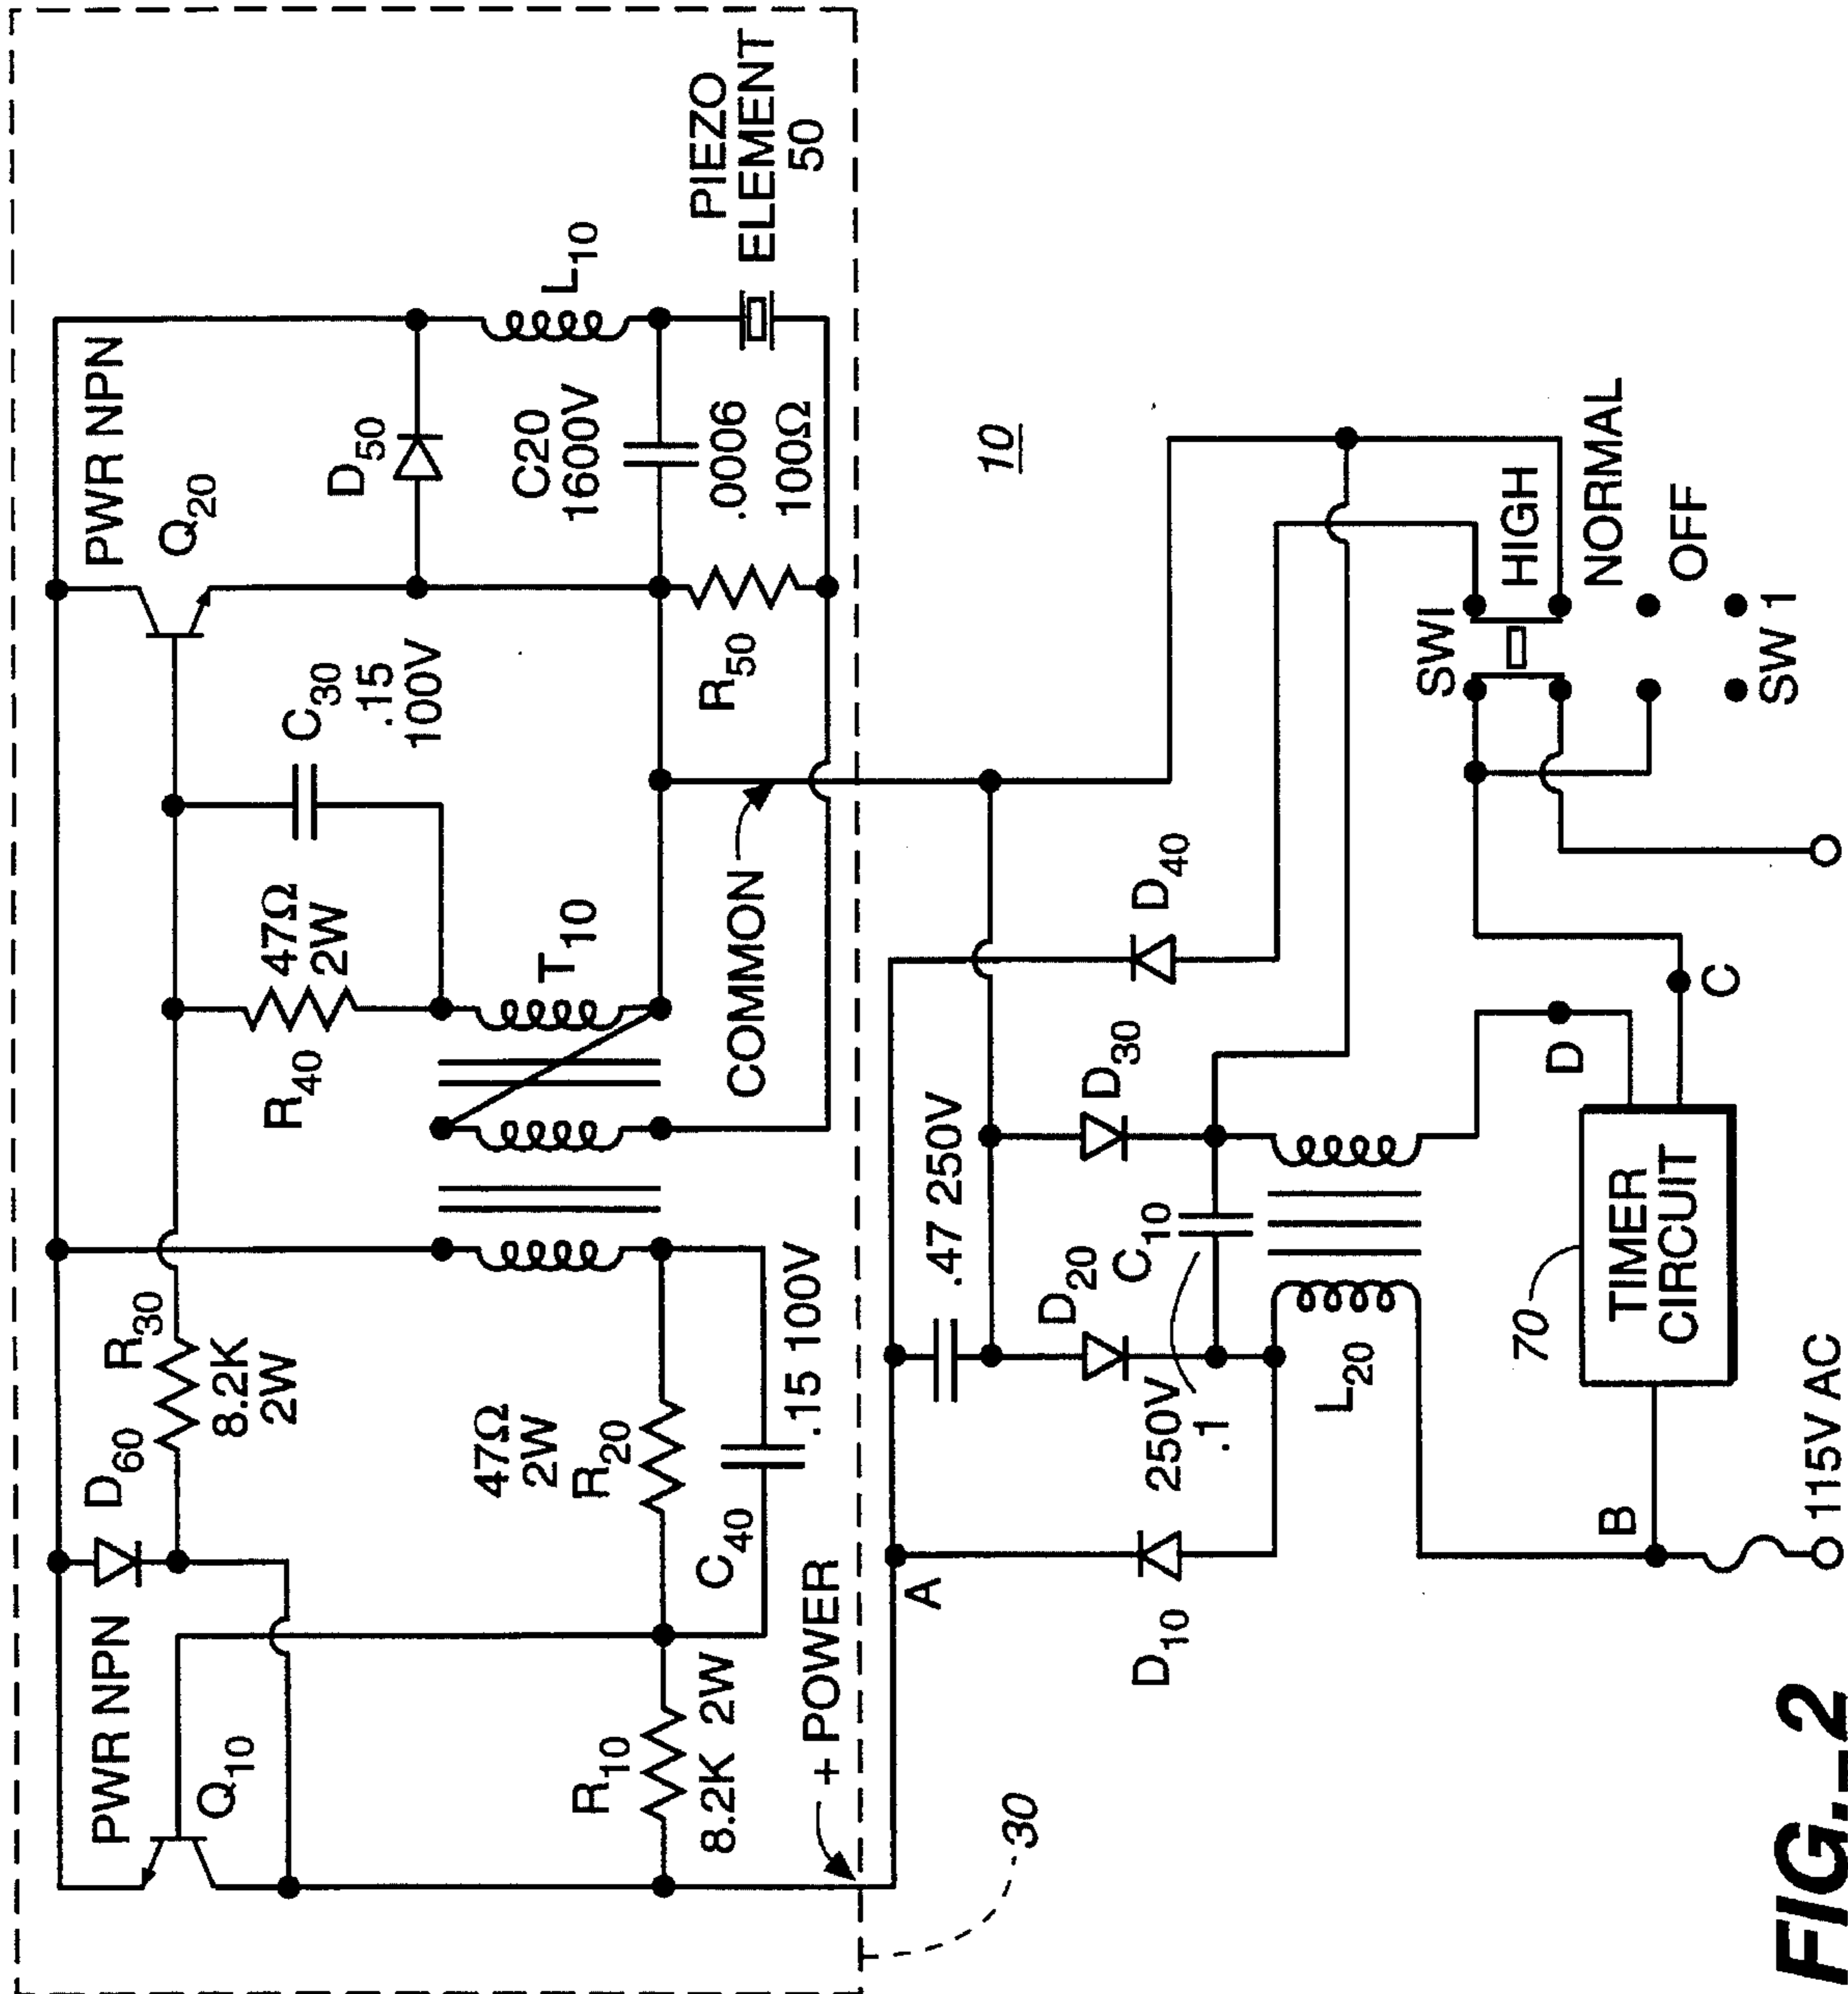 PWR NPN
Q10
D60
R30
8.2K
2W
R40
47Ω
2W
C30
.15
100V
PWR NPN
Q20
D50
L10
C20
1600V
.0006
100Ω
PIEZO
ELEMENT
50
T10
R50
47Ω
2W
R20
C40
.15 100V
R10
8.2K 2W
+ POWER
COMMON
30
A
.47 250V
10
D10
D20
C10
250V
.1
D30
D40
L20
SWI
HIGH
NORMAL
OFF
SW 1
D
C
B
70
TIMER
CIRCUIT
115V AC
FIG._2